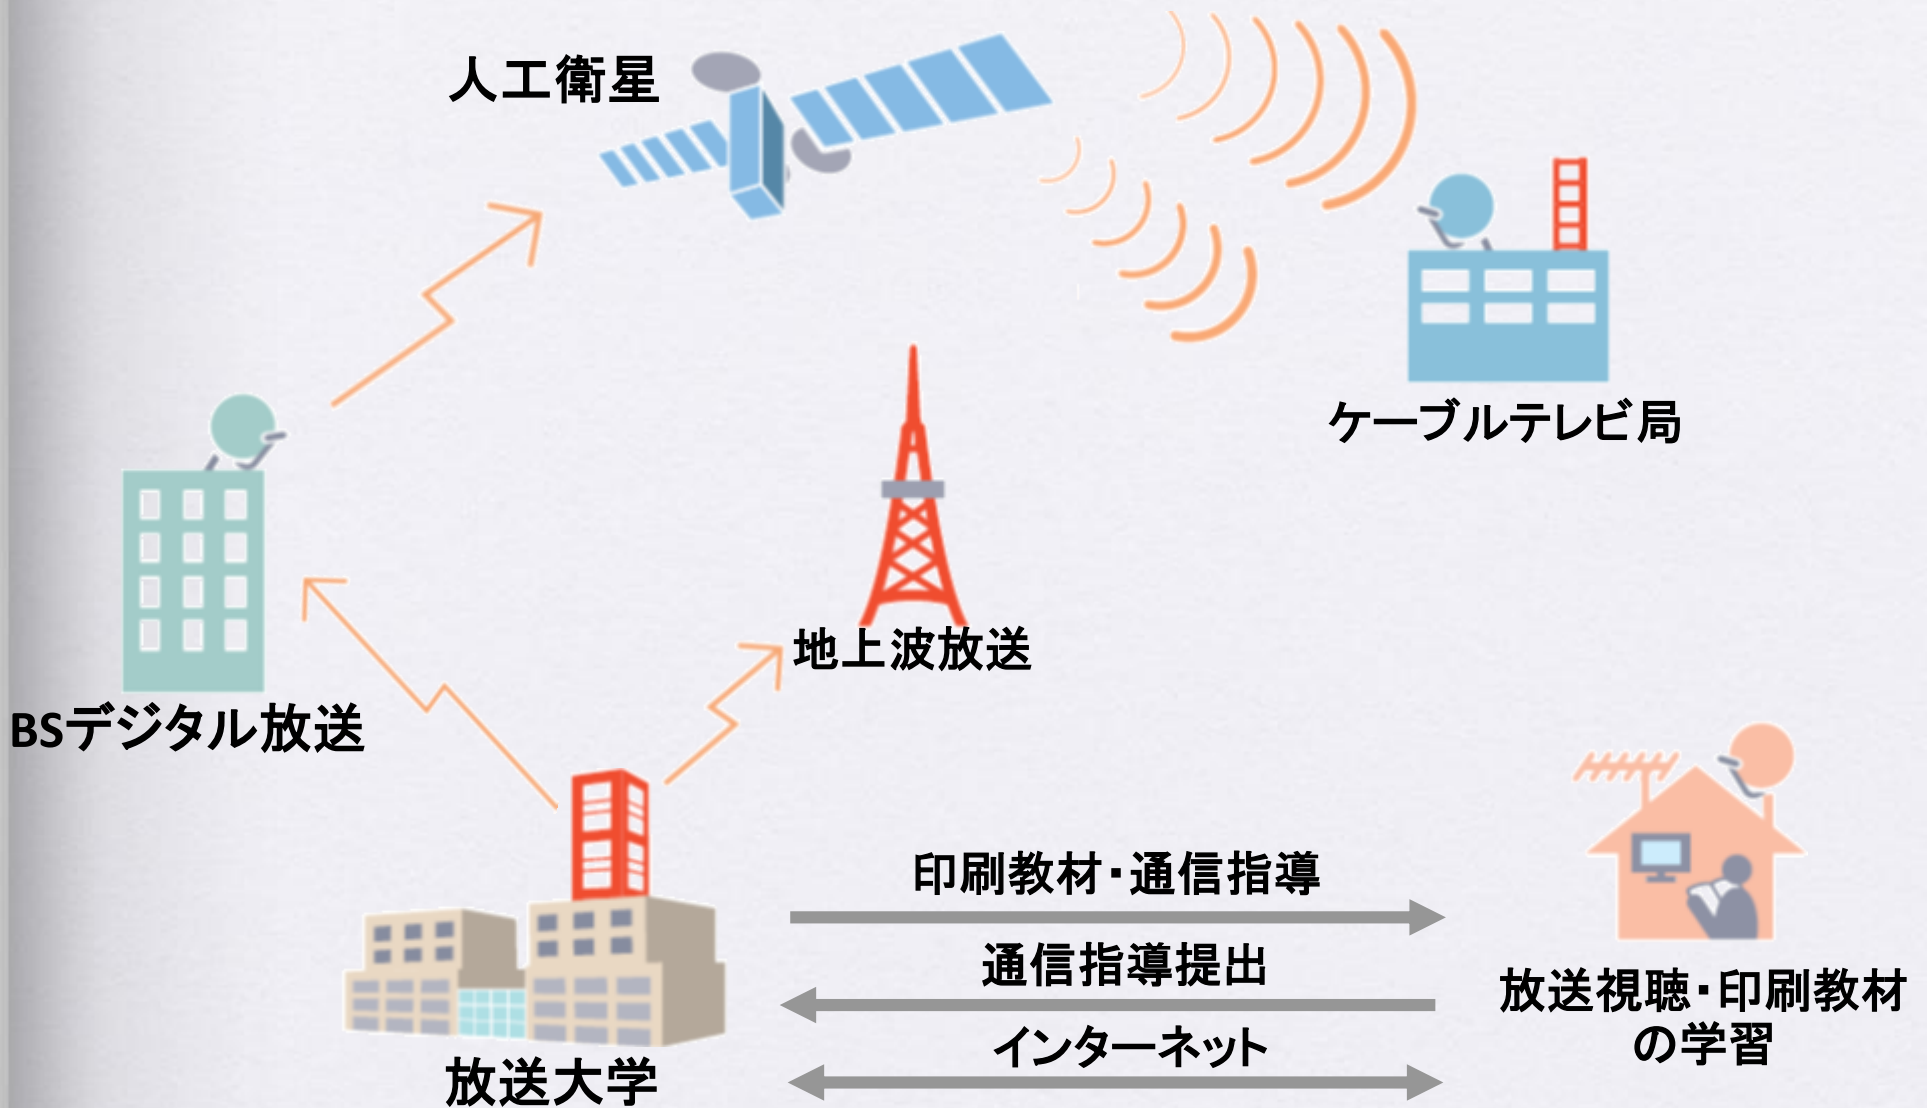 人工衛星
ケーブルテレビ局
地上波放送
BSデジタル放送
印刷教材・通信指導
通信指導提出
インターネット
放送視聴・印刷教材
の学習
放送大学